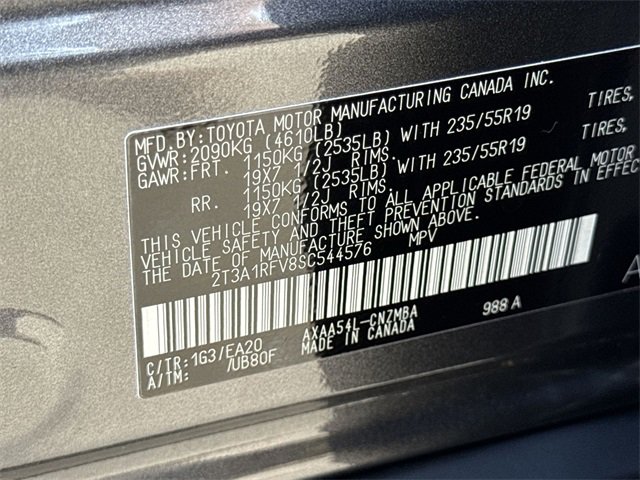 MFD.BY:TOYOTA MOTOR MANUFACTURING CANADA INC.
GVWR:2090KG (4610LB)
GAWR:FRT. 1150KG (2535LB) WITH 235/55R19 TIRES,
19X7 1/2J RIMS.
RR. 1150KG (2535LB) WITH 235/55R19 TIRES,
19X7 1/2J RIMS.
THIS VEHICLE CONFORMS TO ALL APPLICABLE FEDERAL MOTOR
VEHICLE SAFETY AND THEFT PREVENTION STANDARDS IN EFFEC
THE DATE OF MANUFACTURE SHOWN ABOVE.
2T3A1RFV8SC544576 MPV
C/TR:1G3/EA20 AXAA54L-CNZMBA 988 A
A/TM: /UB80F MADE IN CANADA
A